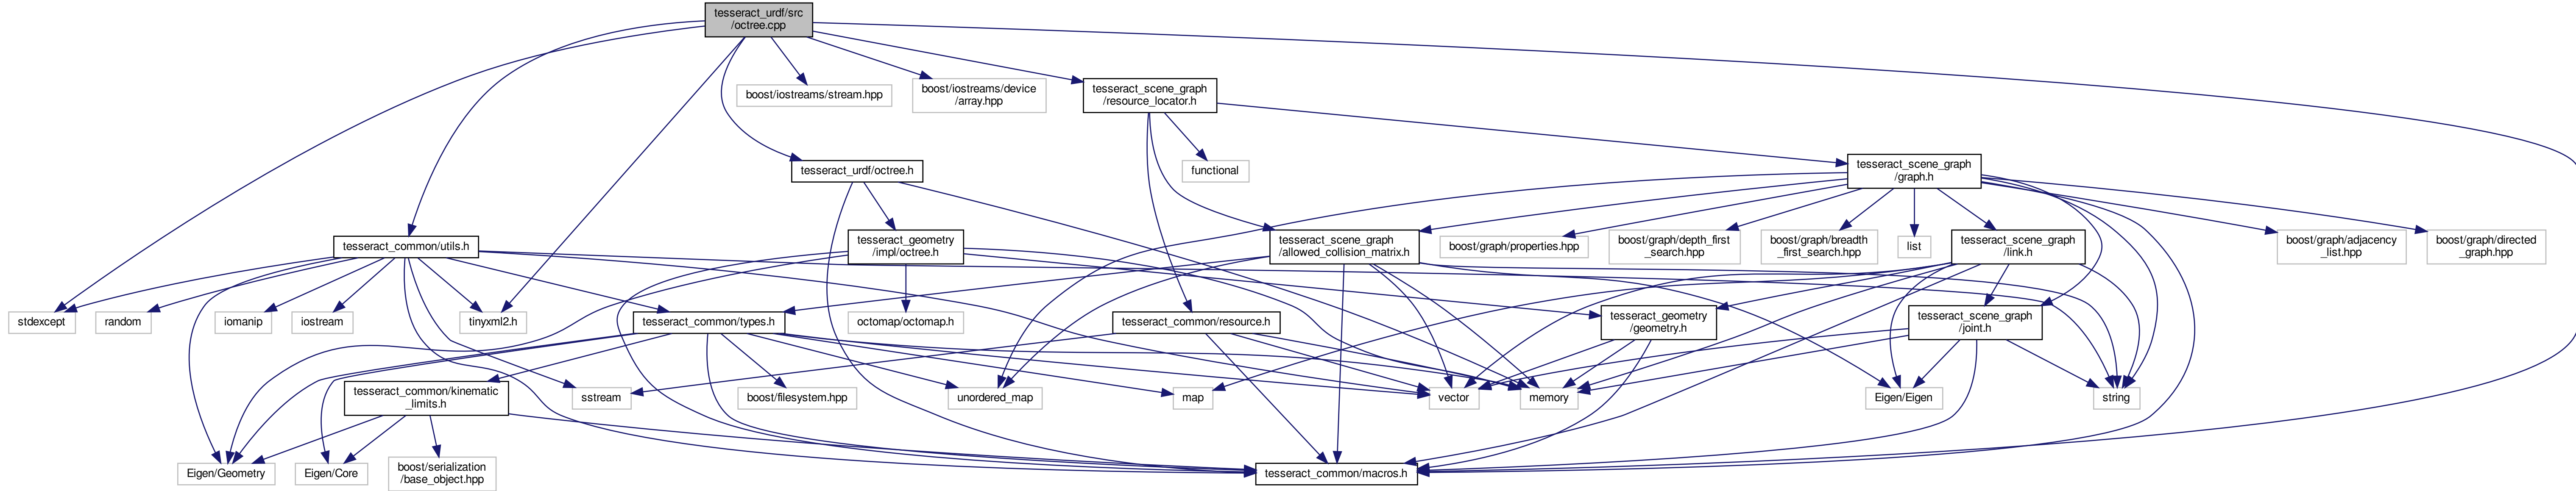 tesseract_urdf/src
/octree.cpp
boost/iostreams/stream.hpp
boost/iostreams/device
/array.hpp
tesseract_scene_graph
/resource_locator.h
tesseract_urdf/octree.h
functional
tesseract_scene_graph
/graph.h
tesseract_common/utils.h
tesseract_geometry
/impl/octree.h
tesseract_scene_graph
/allowed_collision_matrix.h
boost/graph/properties.hpp
boost/graph/depth_first
_search.hpp
boost/graph/breadth
_first_search.hpp
list
tesseract_scene_graph
/link.h
boost/graph/adjacency
_list.hpp
boost/graph/directed
_graph.hpp
stdexcept
random
iomanip
iostream
tinyxml2.h
tesseract_common/types.h
octomap/octomap.h
tesseract_common/resource.h
tesseract_geometry
/geometry.h
tesseract_scene_graph
/joint.h
tesseract_common/kinematic
_limits.h
sstream
boost/filesystem.hpp
unordered_map
map
vector
memory
Eigen/Eigen
string
Eigen/Geometry
Eigen/Core
boost/serialization
/base_object.hpp
tesseract_common/macros.h